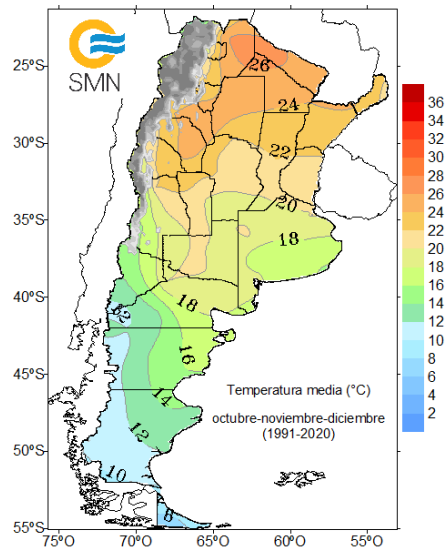 SMN
25°S
30°S
35°S
40°S
45°S
50°S
55°S
75°O
70°O
65°O
60°O
55°O
26
24
22
20
18
18
16
14
12
12
10
8
Temperatura media (°C)
octubre-noviembre-diciembre
(1991-2020)
36
34
32
30
28
26
24
22
20
18
16
14
12
10
8
6
4
2